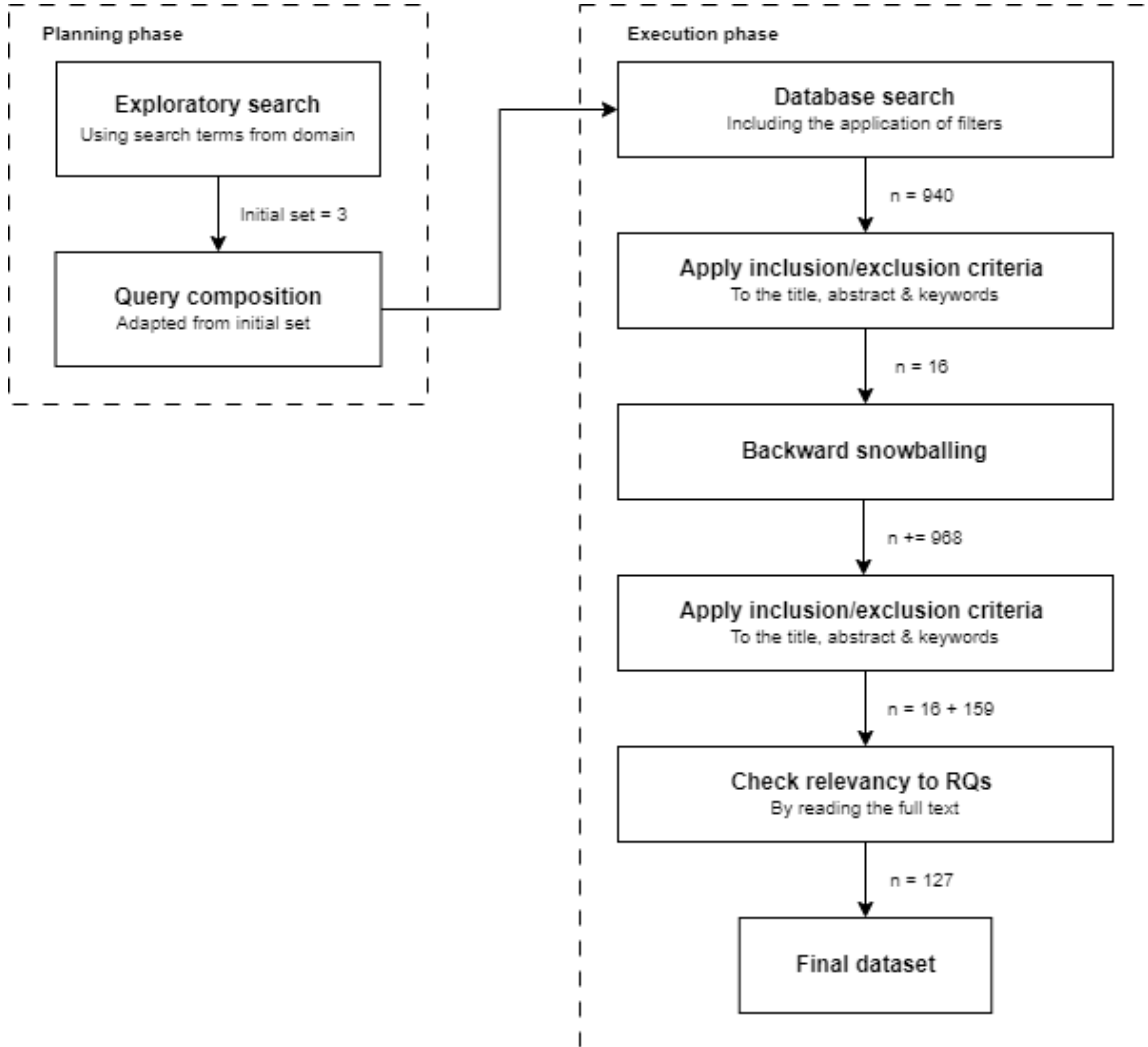 Planning phase
Exploratory search
Using search terms from domain
Initial set = 3
Query composition
Adapted from initial set
Execution phase
Database search
Including the application of filters
n = 940
Apply inclusion/exclusion criteria
To the title, abstract & keywords
n = 16
Backward snowballing
n += 968
Apply inclusion/exclusion criteria
To the title, abstract & keywords
n = 16 + 159
Check relevancy to RQs
By reading the full text
n = 127
Final dataset